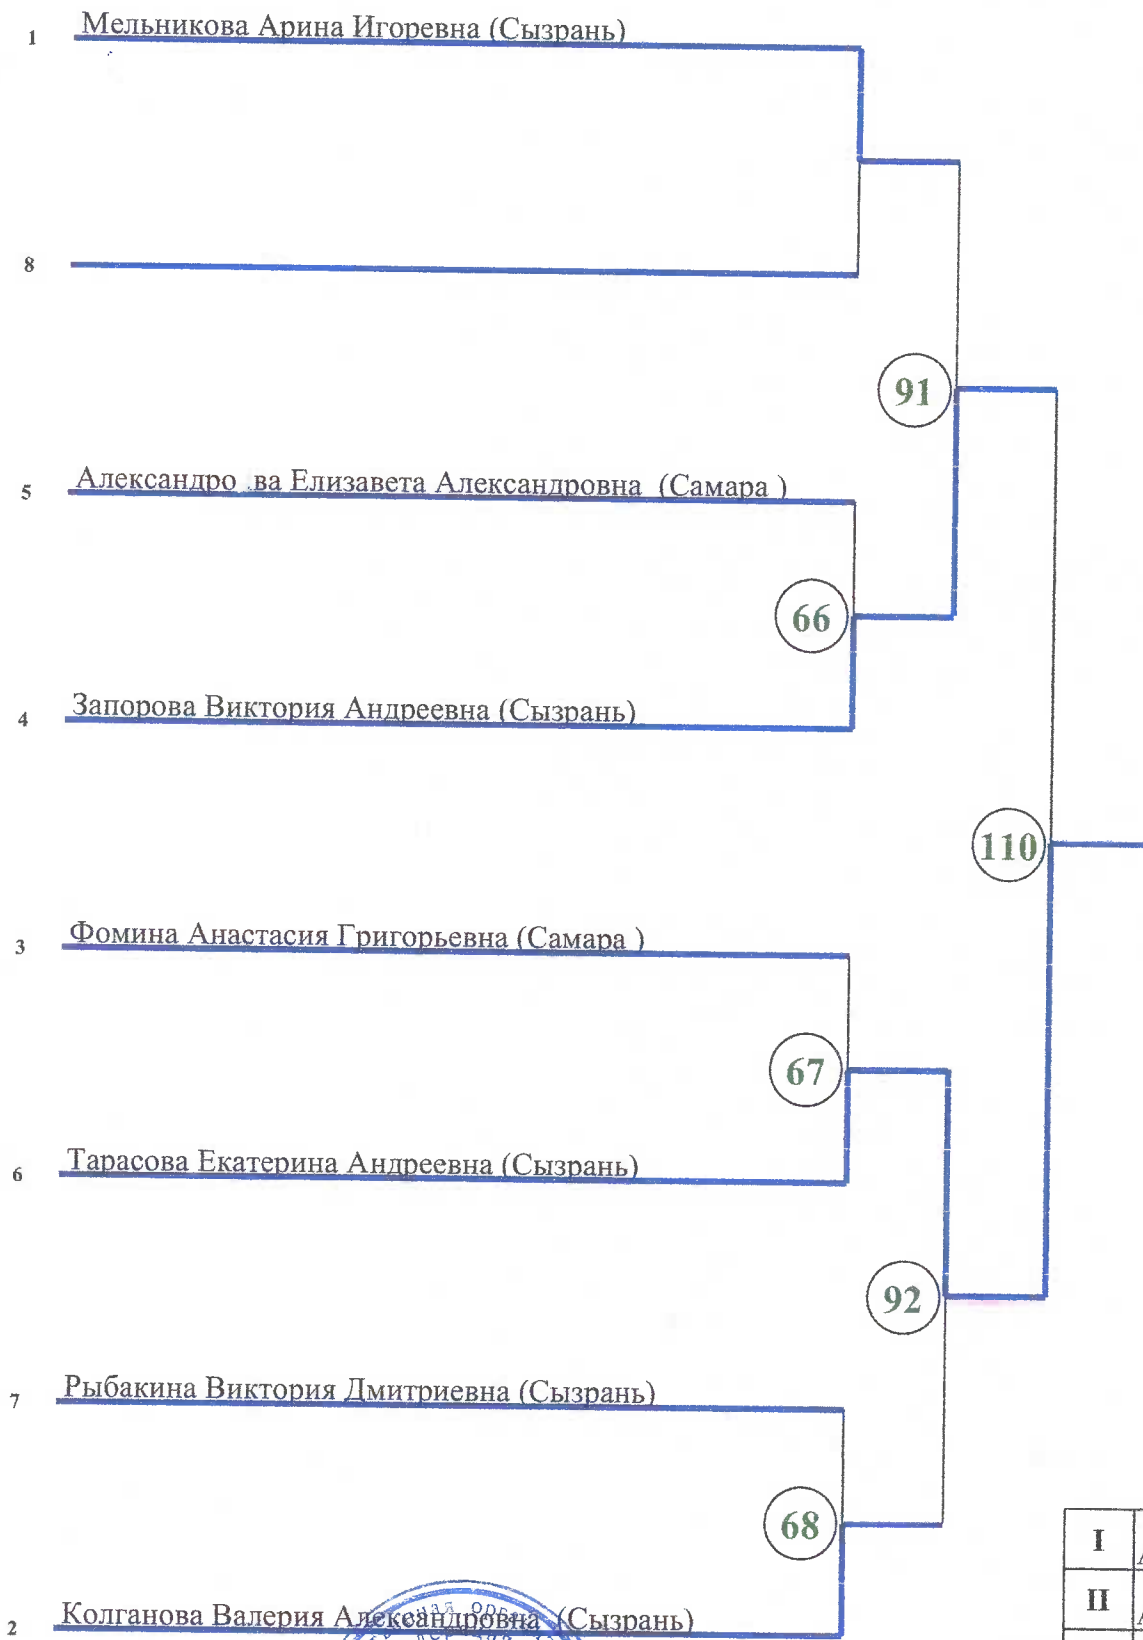 1 Мельникова Арина Игоревна (Сызрань)
8
91
5 Александро ва Елизавета Александровна (Самара )
66
4 Запорова Виктория Андреевна (Сызрань)
110
3 Фомина Анастасия Григорьевна (Самара )
67
6 Тарасова Екатерина Андреевна (Сызрань)
92
7 Рыбакина Виктория Дмитриевна (Сызрань)
68
I
II
2 Колганова Валерия Александровна (Сызрань)